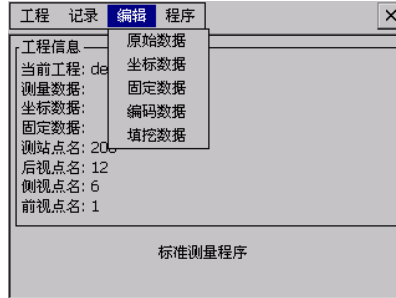 工程 记录 编辑 程序
原始数据
坐标数据
固定数据
编码数据
填挖数据
工程信息
当前工程: de
测量数据:
坐标数据:
固定数据:
测站点名: 20
后视点名: 12
侧视点名: 6
前视点名: 1
标准测量程序